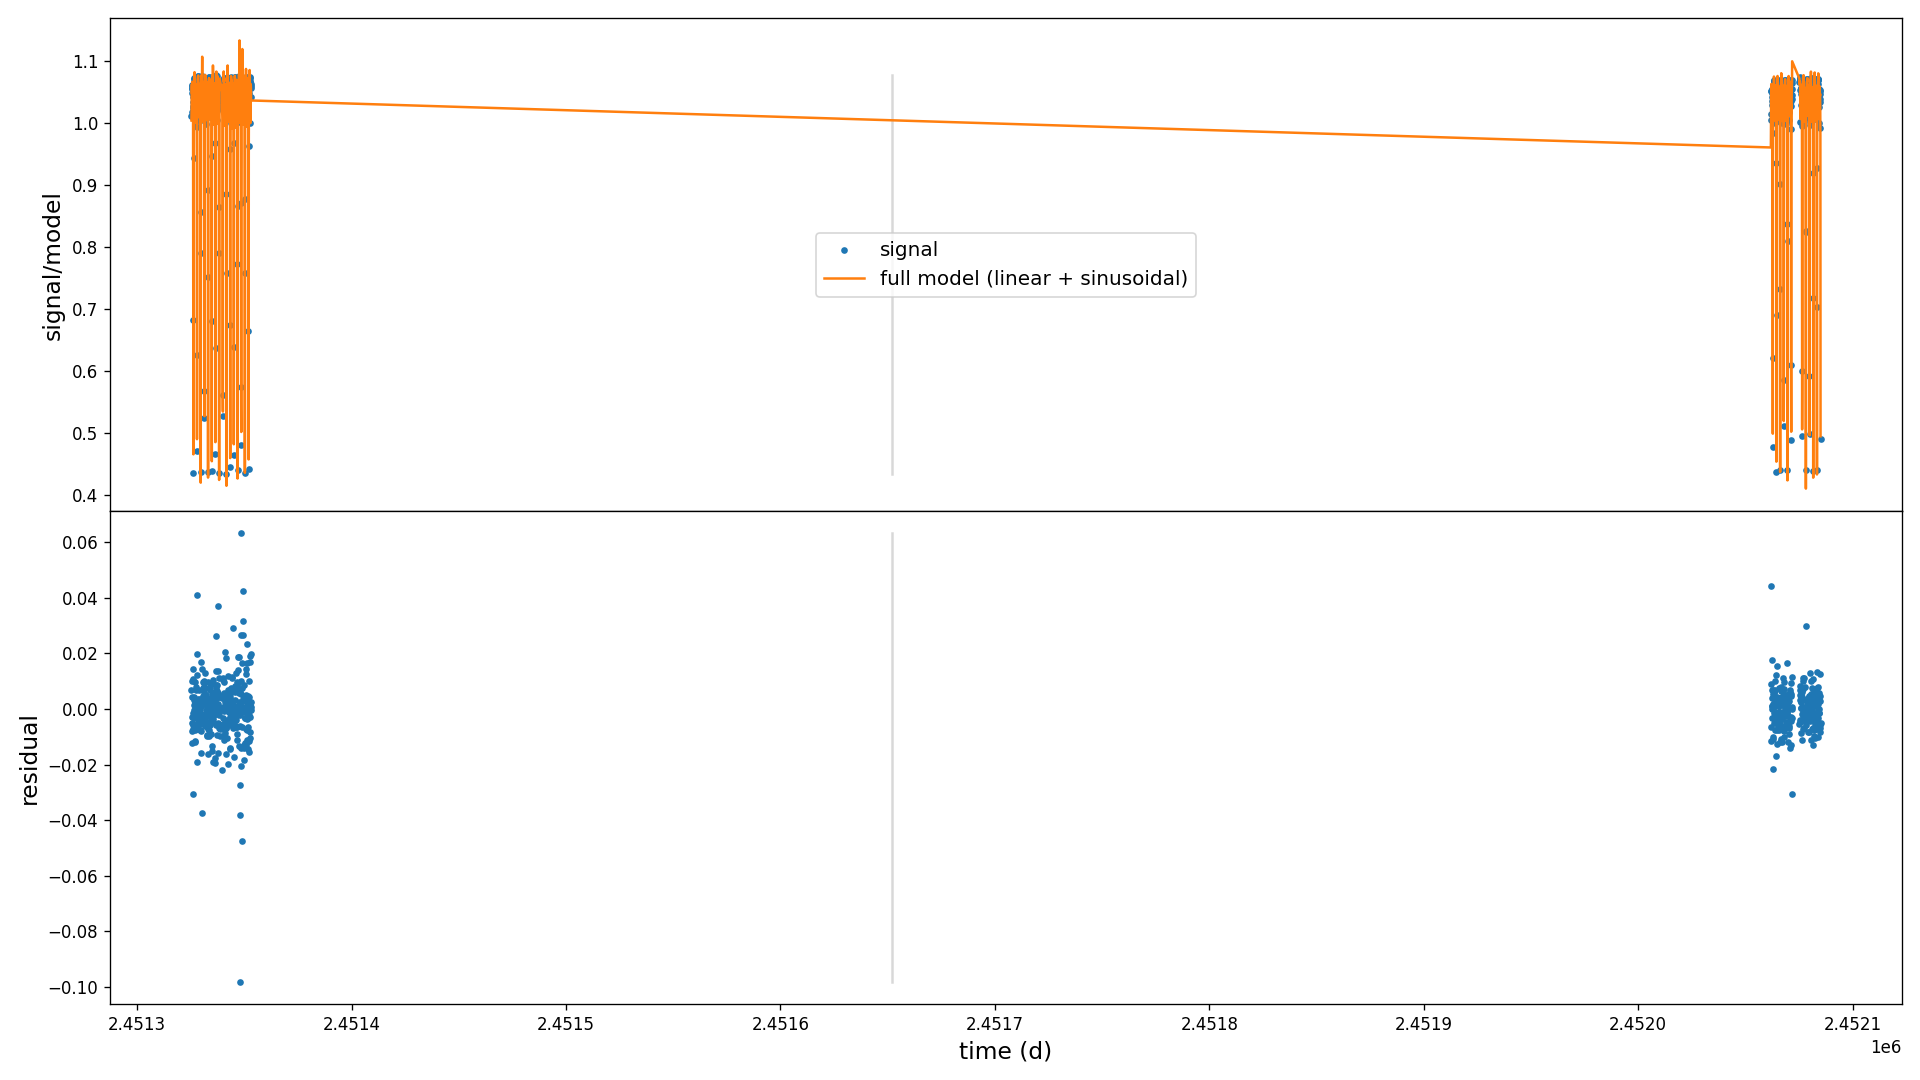 1.1
1.0
0.9
0.8
0.7
0.6
0.5
0.4
signal/model
signal
full model (linear + sinusoidal)
0.06
0.04
0.02
0.00
−0.02
−0.04
−0.06
−0.08
−0.10
residual
2.4513 2.4514 2.4515 2.4516 2.4517 2.4518 2.4519 2.4520 2.4521
1e6
time (d)